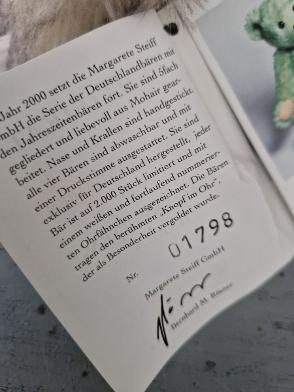 Jahr 2000 setzt die Margarete Steiff
mbH die Serie der Deutschlandbären mit
den Jahreszeitenbären fort. Sie sind 5fach
gegliedert und liebevoll aus Mohair gear-
beitet. Nase und Krallen sind handgestickt.
alle vier Bären sind abwaschbar und mit
einer Druckstimme ausgestattet. Sie sind
exklusiv für Deutschland hergestellt, jeder
Bär ist auf 2.000 Stück limitiert und mit
einem weißen und fortlaufend numerier-
ten Ohrfähnchen ausgezeichnet. Die Bären
tragen den berühmten „Knopf im Ohr",
der als Besonderheit vergoldet wurde.
Nr. 01798
Margarete Steiff GmbH
Bernhard M. Rösner